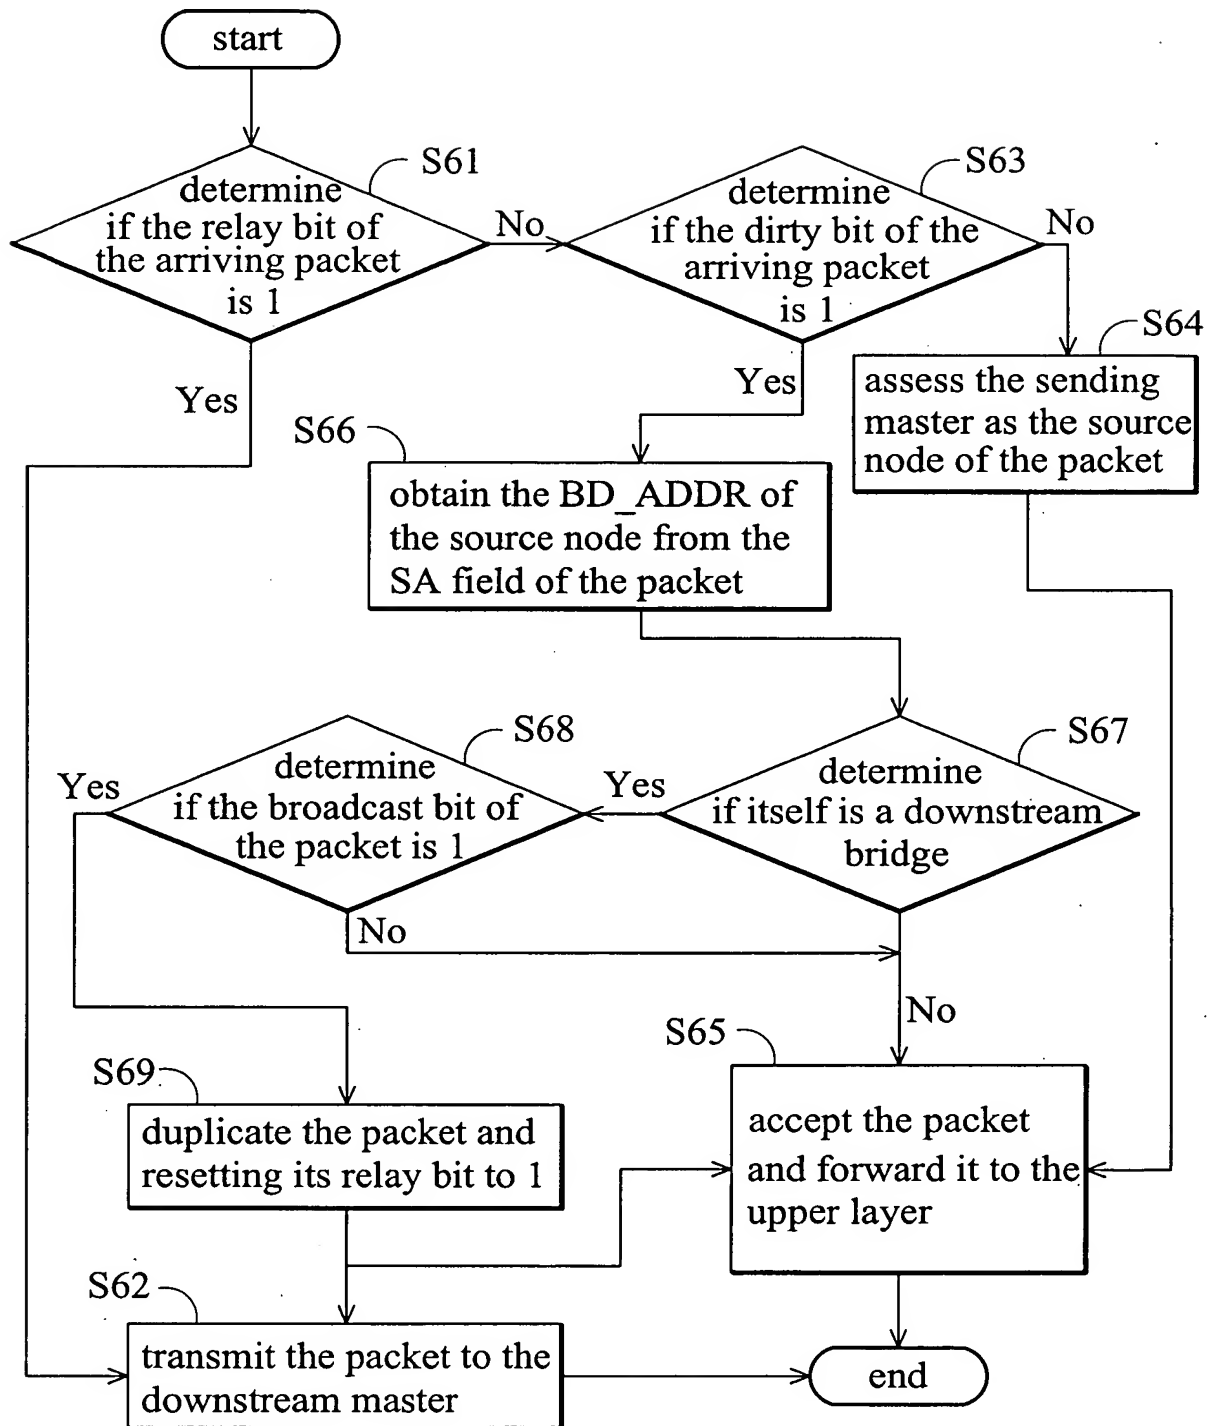 start
S61
determine
if the relay bit of
the arriving packet
is 1
No
Yes
S63
determine
if the dirty bit of the
arriving packet
is 1
No
Yes
S64
assess the sending
master as the source
node of the packet
S66
obtain the BD_ADDR of
the source node from the
SA field of the packet
S67
determine
if itself is a downstream
bridge
Yes
No
S68
determine
if the broadcast bit of
the packet is 1
Yes
No
S69
duplicate the packet and
resetting its relay bit to 1
S65
accept the packet
and forward it to the
upper layer
S62
transmit the packet to the
downstream master
end